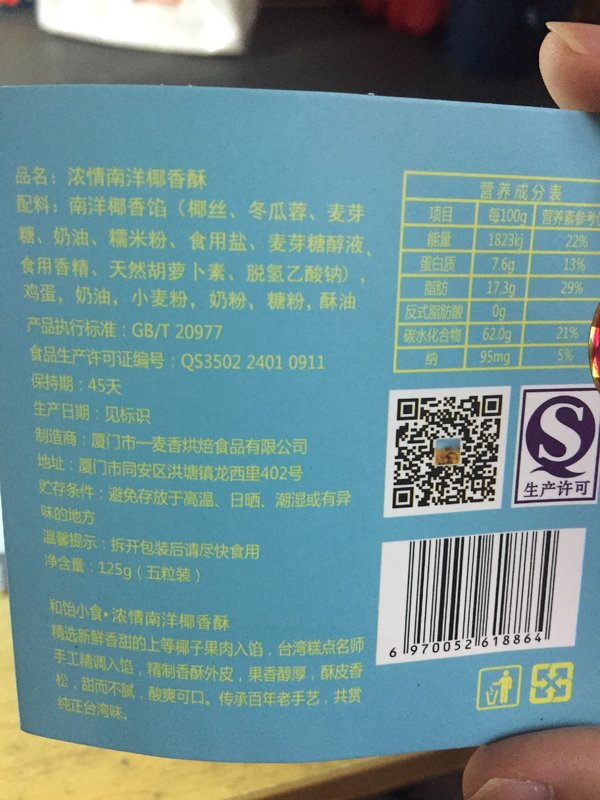 品名：浓情南洋椰香酥
配料：南洋椰香馅（椰丝、冬瓜蓉、麦芽
糖、奶油、糯米粉、食用盐、麦芽糖醇液、
食用香精、天然胡萝卜素、脱氢乙酸钠），
鸡蛋，奶油，小麦粉，奶粉，糖粉，酥油
产品执行标准：GB/T 20977
食品生产许可证编号：QS3502 2401 0911
保持期：45天
生产日期：见标识
制造商：厦门市一麦香烘焙食品有限公司
地址：厦门市同安区洪塘镇龙西里402号
贮存条件：避免存放于高温、日晒、潮湿或有异
味的地方
温馨提示：拆开包装后请尽快食用
净含量：125g（五粒装）
和饴小食•浓情南洋椰香酥
精选新鲜香甜的上等椰子果肉入馅，台湾糕点名师
手工精调入馅，精制香酥外皮，果香醇厚，酥皮香
松，甜而不腻，酸爽可口。传承百年老手艺，共赏
纯正台湾味。
营养成分表
项目 每100g 营养素参考
能量 1823kj 22%
蛋白质 7.6g 13%
脂肪 17.3g 29%
反式脂肪酸 0g
碳水化合物 62.0g 21%
纳 95mg 5%
生产许可
6 970052 618864